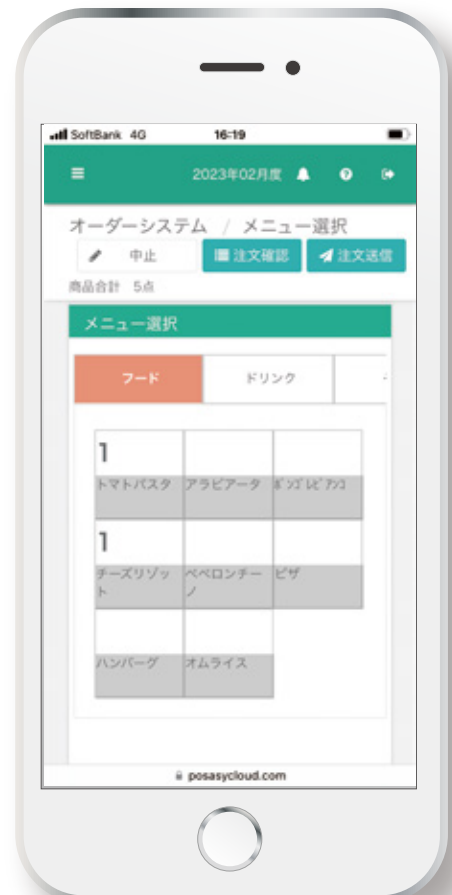 SoftBank 4G 16:19
2023年02月度
オーダーシステム / メニュー選択
中止 注文確認 注文送信
商品合計 5点
メニュー選択
フード ドリンク
1
トマトパスタ アラビアータ ボンゴレビアンコ
1
チーズリゾッ ペペロンチー ピザ
ト ノ
ハンバーグ オムライス
posasycloud.com